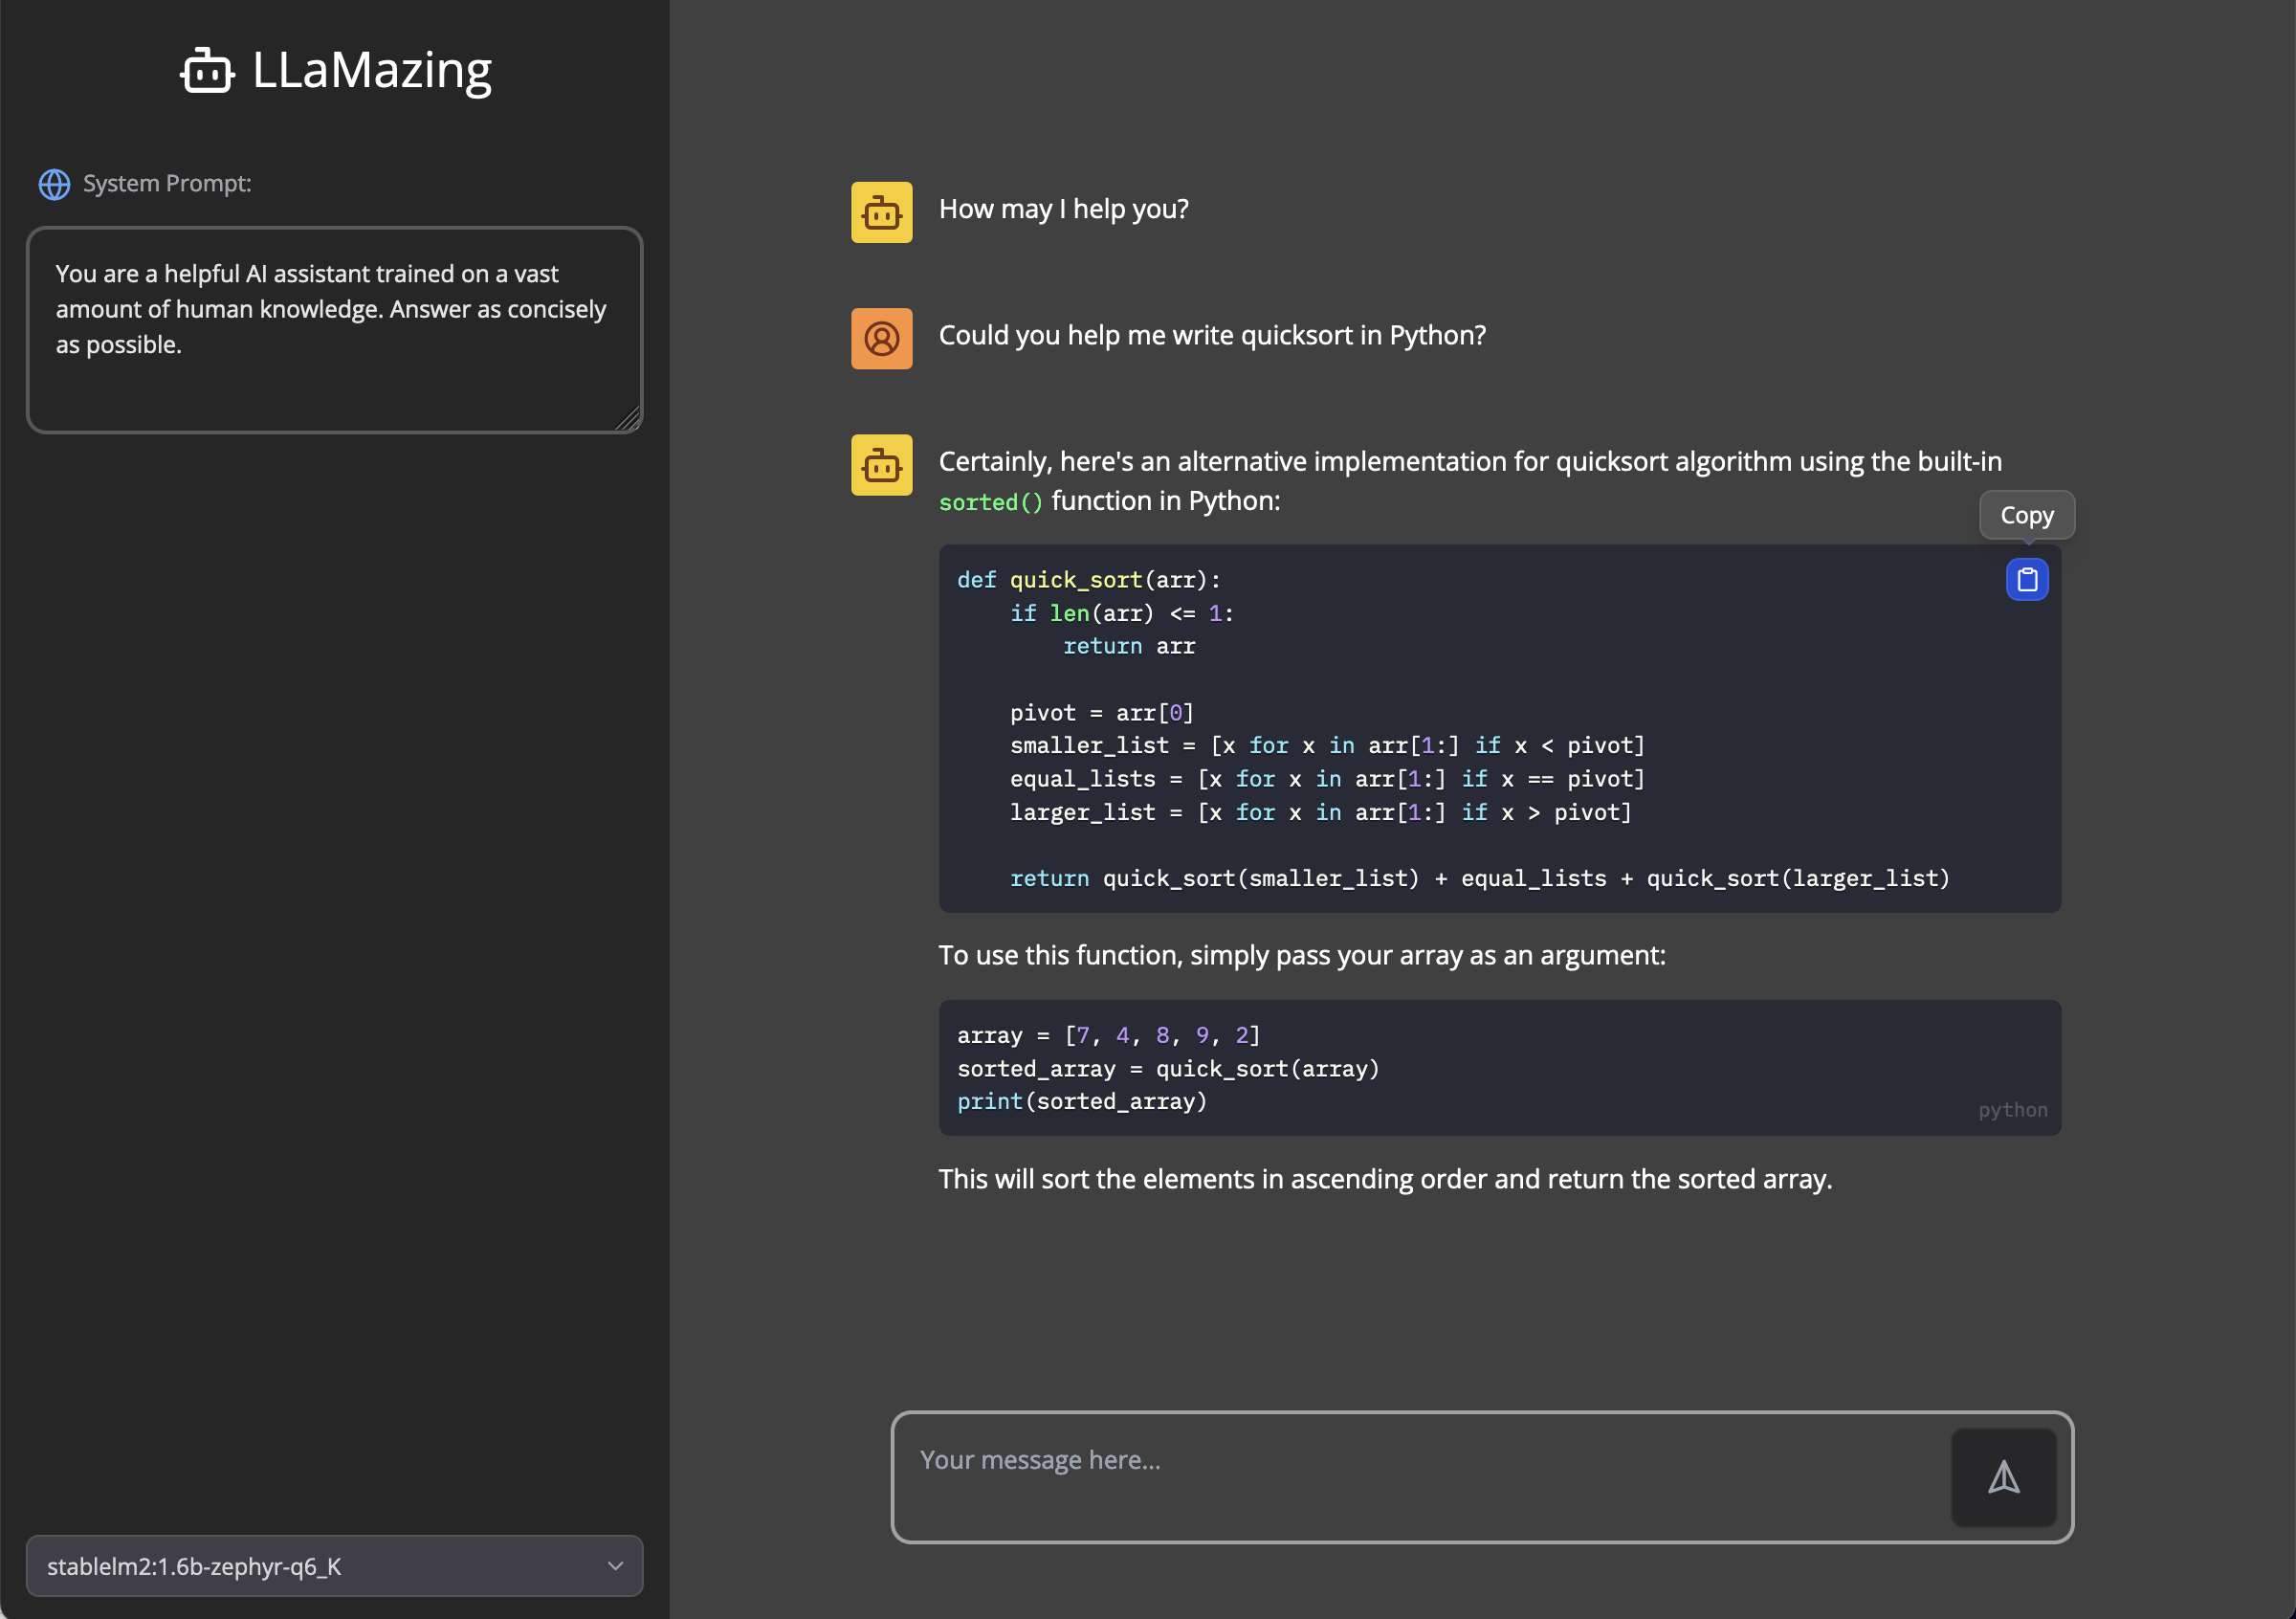 LLaMazing
System Prompt:
You are a helpful AI assistant trained on a vast
amount of human knowledge. Answer as concisely
as possible.
stablelm2:1.6b-zephyr-q6_K
How may I help you?
Could you help me write quicksort in Python?
Certainly, here's an alternative implementation for quicksort algorithm using the built-in
sorted() function in Python:
Copy
def quick_sort(arr):
    if len(arr) <= 1:
        return arr
    pivot = arr[0]
    smaller_list = [x for x in arr[1:] if x < pivot]
    equal_lists = [x for x in arr[1:] if x == pivot]
    larger_list = [x for x in arr[1:] if x > pivot]
    return quick_sort(smaller_list) + equal_lists + quick_sort(larger_list)
To use this function, simply pass your array as an argument:
array = [7, 4, 8, 9, 2]
sorted_array = quick_sort(array)
print(sorted_array)
python
This will sort the elements in ascending order and return the sorted array.
Your message here...